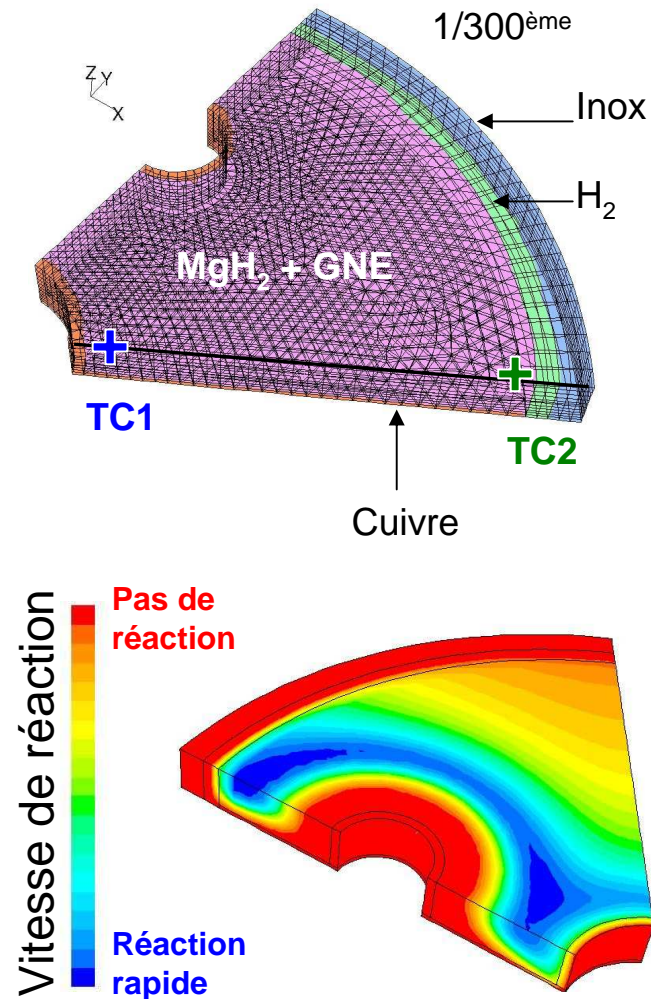 1/300ème
Z
Y
X
Inox
H2
MgH2 + GNE
TC1
TC2
Cuivre
Vitesse de réaction
Pas de
réaction
Réaction
rapide